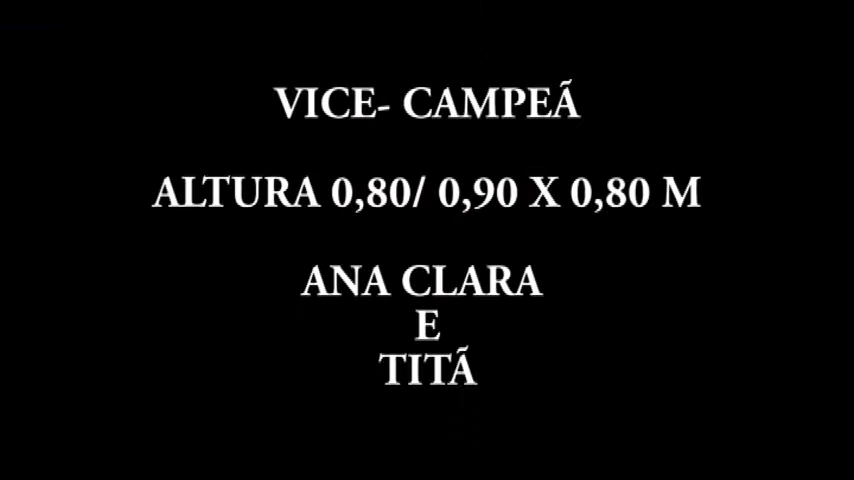 VICE- CAMPEÃ
ALTURA 0,80/ 0,90 X 0,80 M
ANA CLARA
E
TITÃ